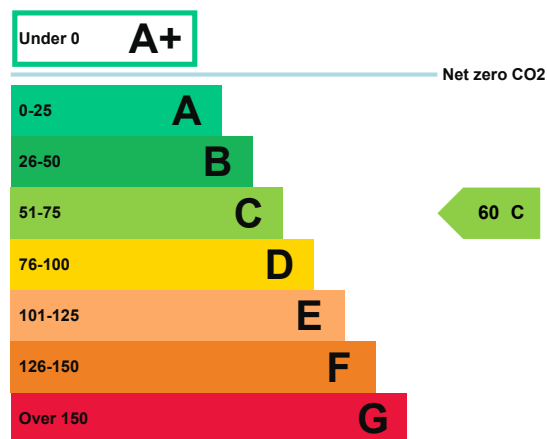 Under 0 A+
Net zero CO2
0-25 A
26-50 B
51-75 C
60 C
76-100 D
101-125 E
126-150 F
Over 150 G